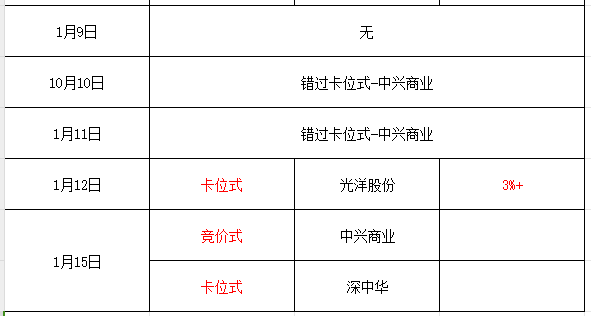 1月9日 无
10月10日 错过卡位式-中兴商业
1月11日 错过卡位式-中兴商业
1月12日 卡位式 光洋股份 3%+
1月15日 竞价式 中兴商业
卡位式 深中华